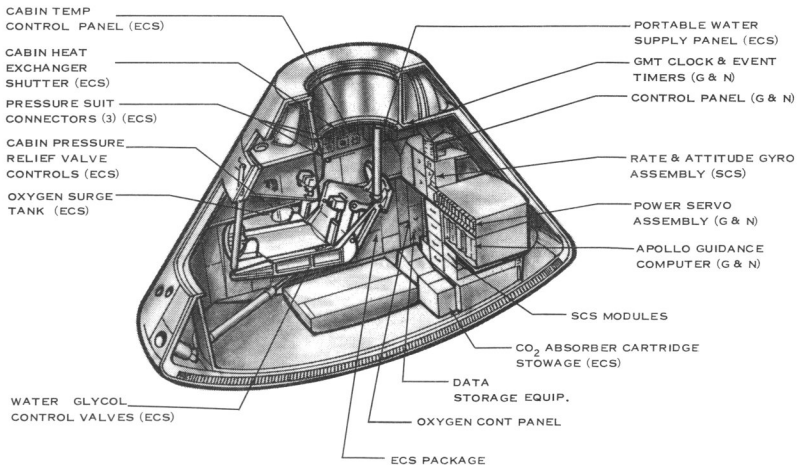 CABIN TEMP
CONTROL PANEL (ECS)
CABIN HEAT
EXCHANGER
SHUTTER (ECS)
PRESSURE SUIT
CONNECTORS (3) (ECS)
CABIN PRESSURE
RELIEF VALVE
CONTROLS (ECS)
OXYGEN SURGE
TANK (ECS)
WATER GLYCOL
CONTROL VALVES (ECS)
PORTABLE WATER
SUPPLY PANEL (ECS)
GMT CLOCK & EVENT
TIMERS (G & N)
CONTROL PANEL (G & N)
RATE & ATTITUDE GYRO
ASSEMBLY (SCS)
POWER SERVO
ASSEMBLY (G & N)
APOLLO GUIDANCE
COMPUTER (G & N)
SCS MODULES
CO2 ABSORBER CARTRIDGE
STOWAGE (ECS)
DATA
STORAGE EQUIP.
OXYGEN CONT PANEL
ECS PACKAGE